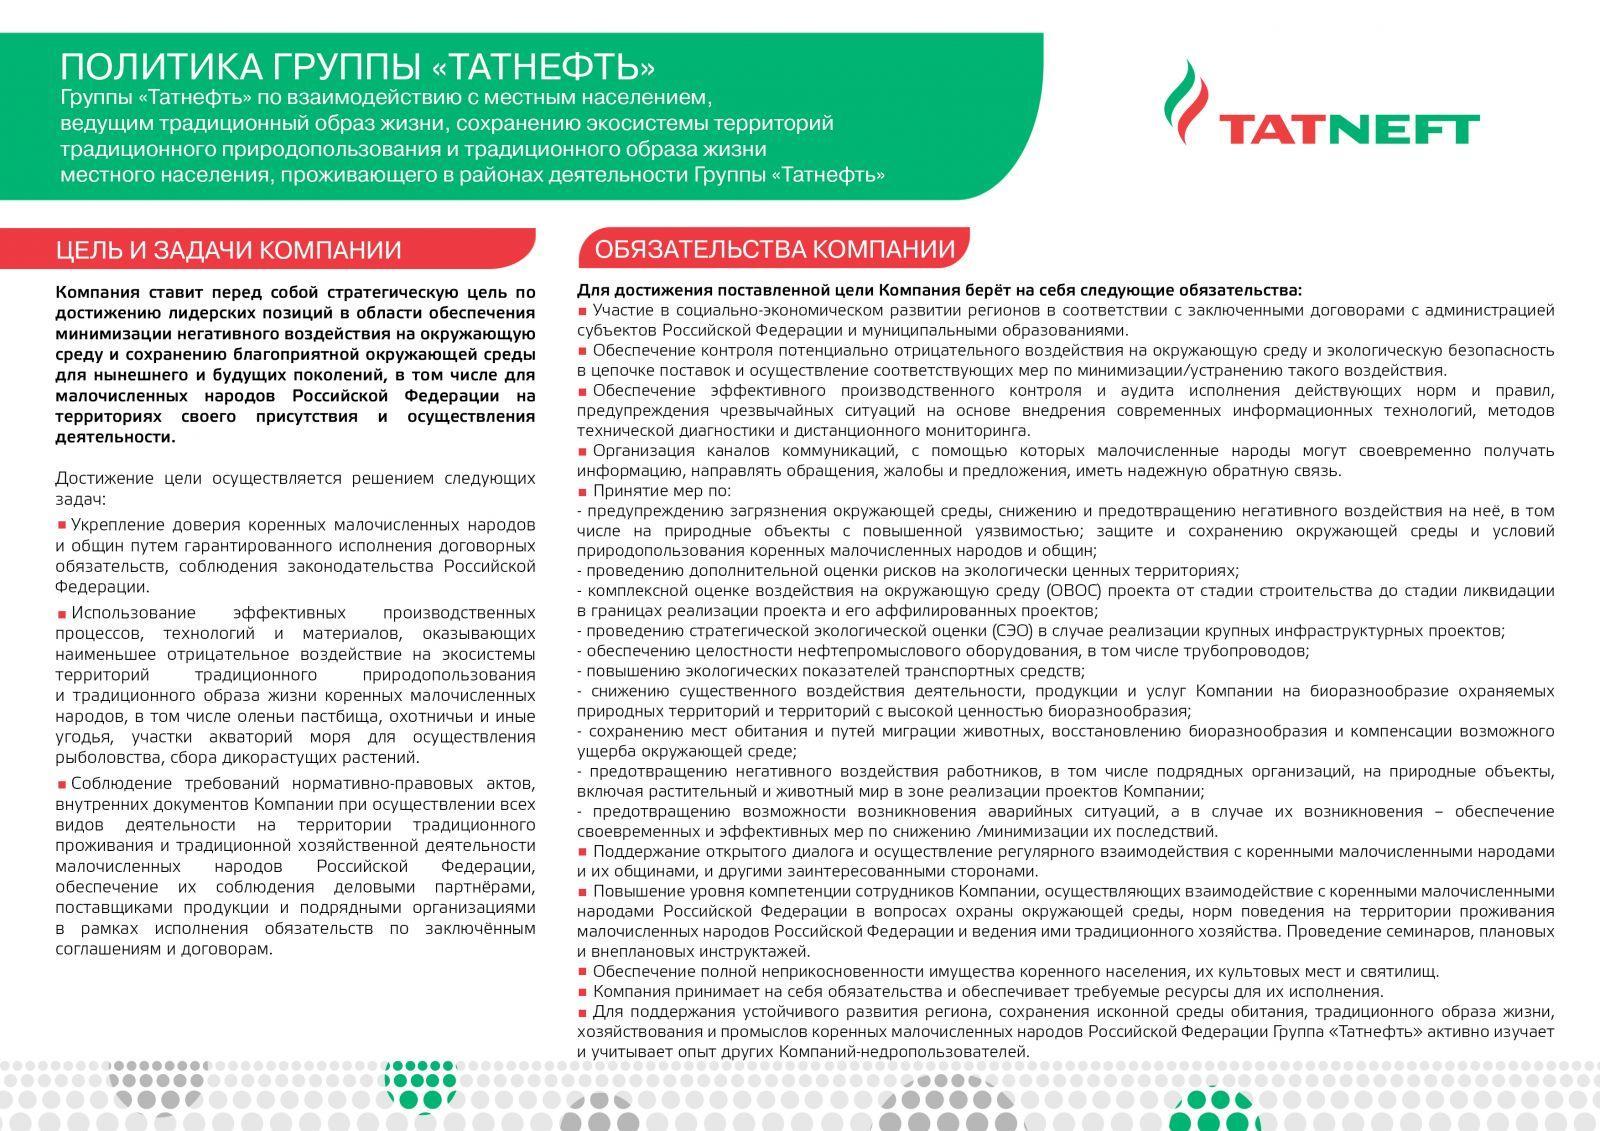 ПОЛИТИКА ГРУППЫ «ТАТНЕФТЬ»
Группы «Татнефть» по взаимодействию с местным населением,
ведущим традиционный образ жизни, сохранению экосистемы территорий
традиционного природопользования и традиционного образа жизни
местного населения, проживающего в районах деятельности Группы «Татнефть»
TATNEFT
ЦЕЛЬ И ЗАДАЧИ КОМПАНИИ
Компания ставит перед собой стратегическую цель по
достижению лидерских позиций в области обеспечения
минимизации негативного воздействия на окружающую
среду и сохранению благоприятной окружающей среды
для нынешнего и будущих поколений, в том числе для
малочисленных народов Российской Федерации на
территориях своего присутствия и осуществления
деятельности.
Достижение цели осуществляется решением следующих
задач:
▪ Укрепление доверия коренных малочисленных народов
и общин путем гарантированного исполнения договорных
обязательств, соблюдения законодательства Российской
Федерации.
▪ Использование эффективных производственных
процессов, технологий и материалов, оказывающих
наименьшее отрицательное воздействие на экосистемы
территорий традиционного природопользования
и традиционного образа жизни коренных малочисленных
народов, в том числе оленьи пастбища, охотничьи и иные
угодья, участки акваторий моря для осуществления
рыболовства, сбора дикорастущих растений.
▪ Соблюдение требований нормативно-правовых актов,
внутренних документов Компании при осуществлении всех
видов деятельности на территории традиционного
проживания и традиционной хозяйственной деятельности
малочисленных народов Российской Федерации,
обеспечение их соблюдения деловыми партнёрами,
поставщиками продукции и подрядными организациями
в рамках исполнения обязательств по заключённым
соглашениям и договорам.
ОБЯЗАТЕЛЬСТВА КОМПАНИИ
Для достижения поставленной цели Компания берёт на себя следующие обязательства:
▪ Участие в социально-экономическом развитии регионов в соответствии с заключенными договорами с администрацией
субъектов Российской Федерации и муниципальными образованиями.
▪ Обеспечение контроля потенциально отрицательного воздействия на окружающую среду и экологическую безопасность
в цепочке поставок и осуществление соответствующих мер по минимизации/устранению такого воздействия.
▪ Обеспечение эффективного производственного контроля и аудита исполнения действующих норм и правил,
предупреждения чрезвычайных ситуаций на основе внедрения современных информационных технологий, методов
технической диагностики и дистанционного мониторинга.
▪ Организация каналов коммуникаций, с помощью которых малочисленные народы могут своевременно получать
информацию, направлять обращения, жалобы и предложения, иметь надежную обратную связь.
▪ Принятие мер по:
- предупреждению загрязнения окружающей среды, снижению и предотвращению негативного воздействия на неё, в том
числе на природные объекты с повышенной уязвимостью; защите и сохранению окружающей среды и условий
природопользования коренных малочисленных народов и общин;
- проведению дополнительной оценки рисков на экологически ценных территориях;
- комплексной оценке воздействия на окружающую среду (ОВОС) проекта от стадии строительства до стадии ликвидации
в границах реализации проекта и его аффилированных проектов;
- проведению стратегической экологической оценки (СЭО) в случае реализации крупных инфраструктурных проектов;
- обеспечению целостности нефтепромыслового оборудования, в том числе трубопроводов;
- повышению экологических показателей транспортных средств;
- снижению существенного воздействия деятельности, продукции и услуг Компании на биоразнообразие охраняемых
природных территорий и территорий с высокой ценностью биоразнообразия;
- сохранению мест обитания и путей миграции животных, восстановлению биоразнообразия и компенсации возможного
ущерба окружающей среде;
- предотвращению негативного воздействия работников, в том числе подрядных организаций, на природные объекты,
включая растительный и животный мир в зоне реализации проектов Компании;
- предотвращению возможности возникновения аварийных ситуаций, а в случае их возникновения – обеспечение
своевременных и эффективных мер по снижению /минимизации их последствий.
▪ Поддержание открытого диалога и осуществление регулярного взаимодействия с коренными малочисленными народами
и их общинами, и другими заинтересованными сторонами.
▪ Повышение уровня компетенции сотрудников Компании, осуществляющих взаимодействие с коренными малочисленными
народами Российской Федерации в вопросах охраны окружающей среды, норм поведения на территории проживания
малочисленных народов Российской Федерации и ведения ими традиционного хозяйства. Проведение семинаров, плановых
и внеплановых инструктажей.
▪ Обеспечение полной неприкосновенности имущества коренного населения, их культовых мест и святилищ.
▪ Компания принимает на себя обязательства и обеспечивает требуемые ресурсы для их исполнения.
▪ Для поддержания устойчивого развития региона, сохранения исконной среды обитания, традиционного образа жизни,
хозяйствования и промыслов коренных малочисленных народов Российской Федерации Группа «Татнефть» активно изучает
и учитывает опыт других Компаний-недропользователей.